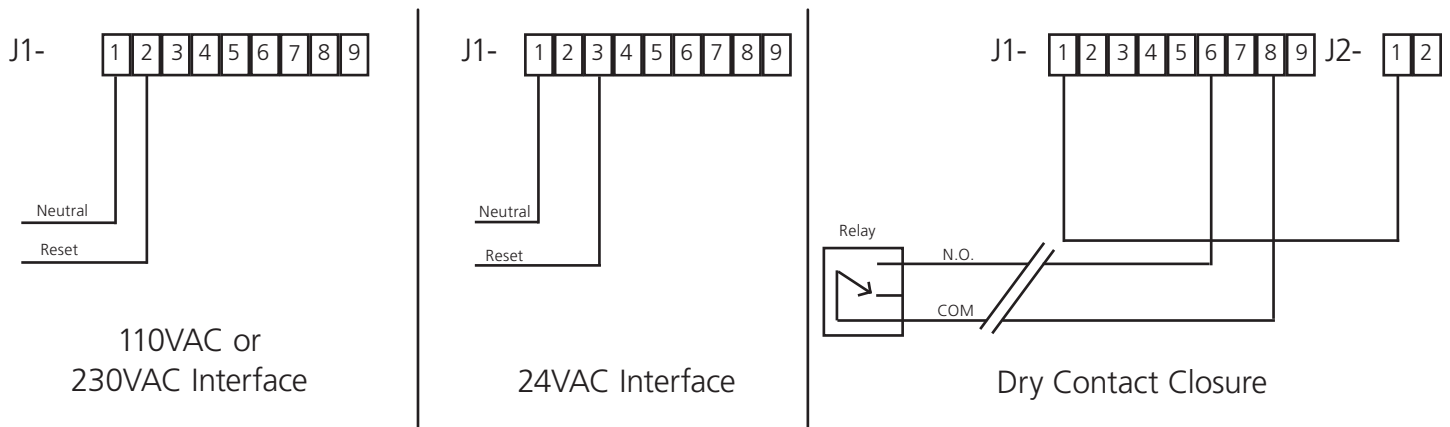 J1- 1 2 3 4 5 6 7 8 9
Neutral
Reset
110VAC or
230VAC Interface
J1- 1 2 3 4 5 6 7 8 9
Neutral
Reset
24VAC Interface
J1- 1 2 3 4 5 6 7 8 9 J2- 1 2
Relay
N.O.
COM
Dry Contact Closure